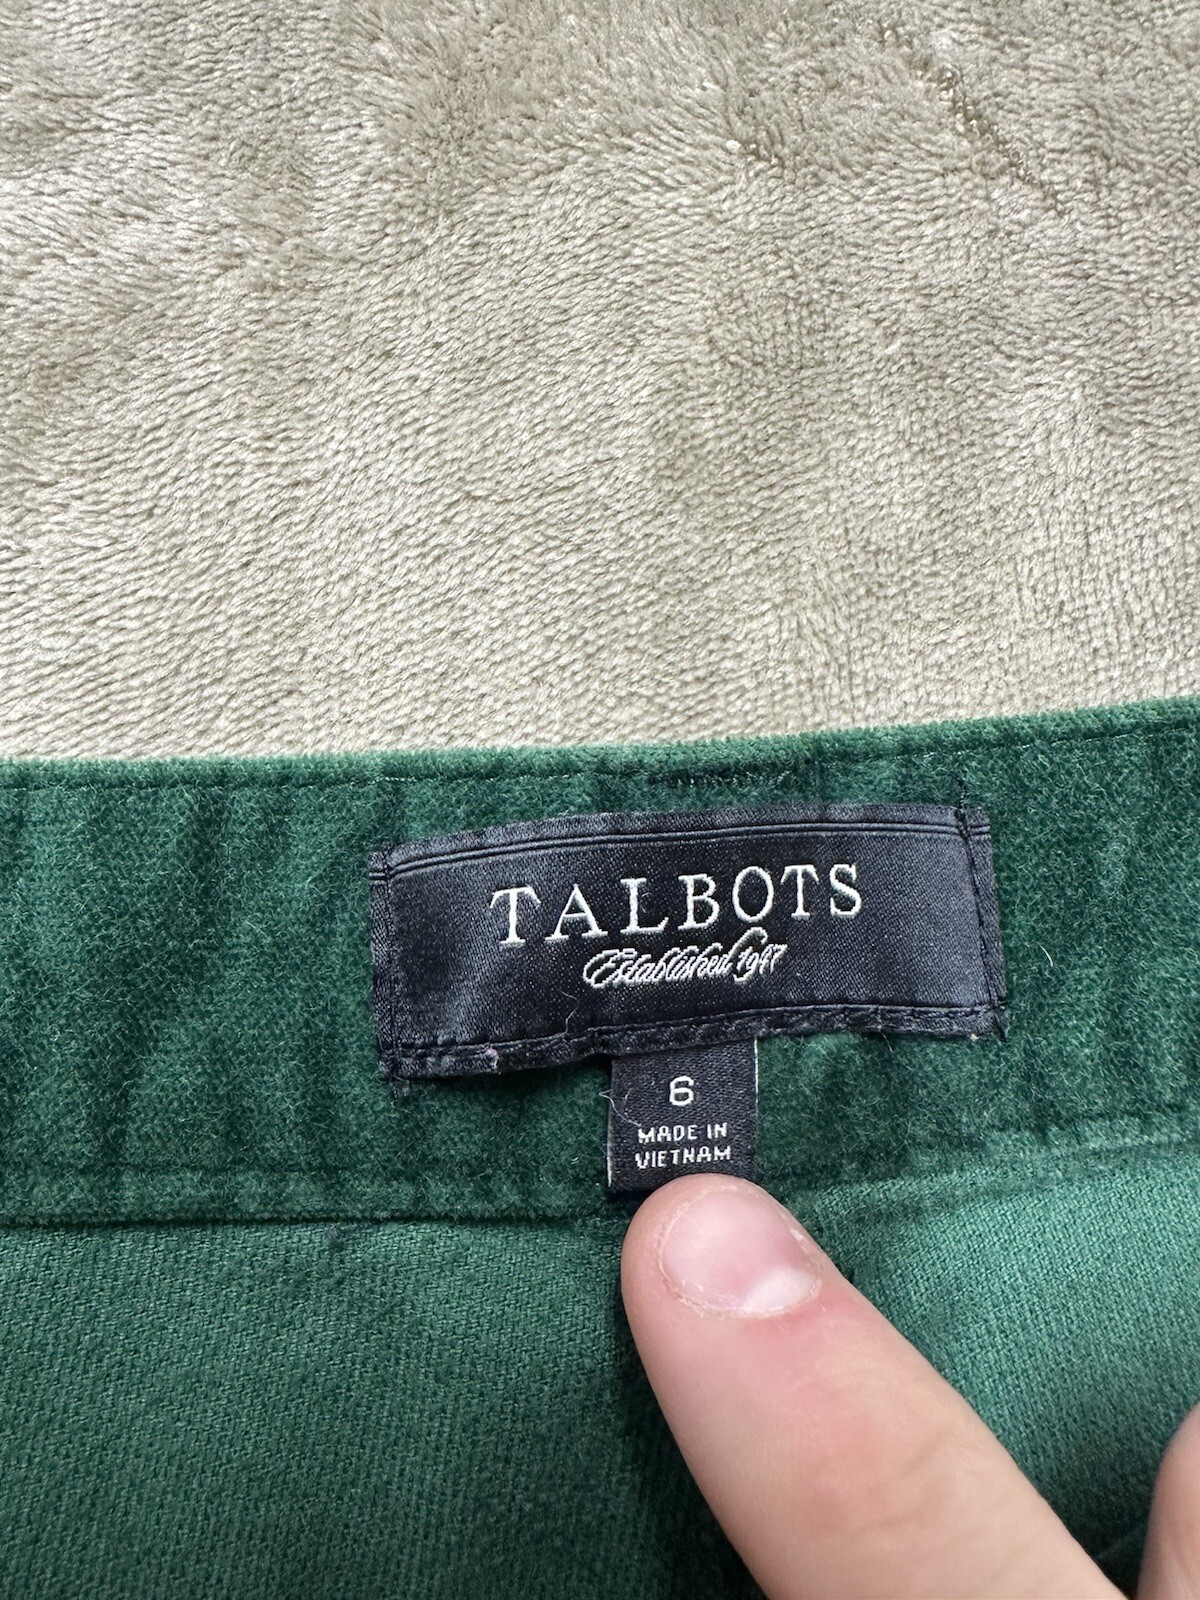 TALBOTS
Established 1947
6
MADE IN
VIETNAM